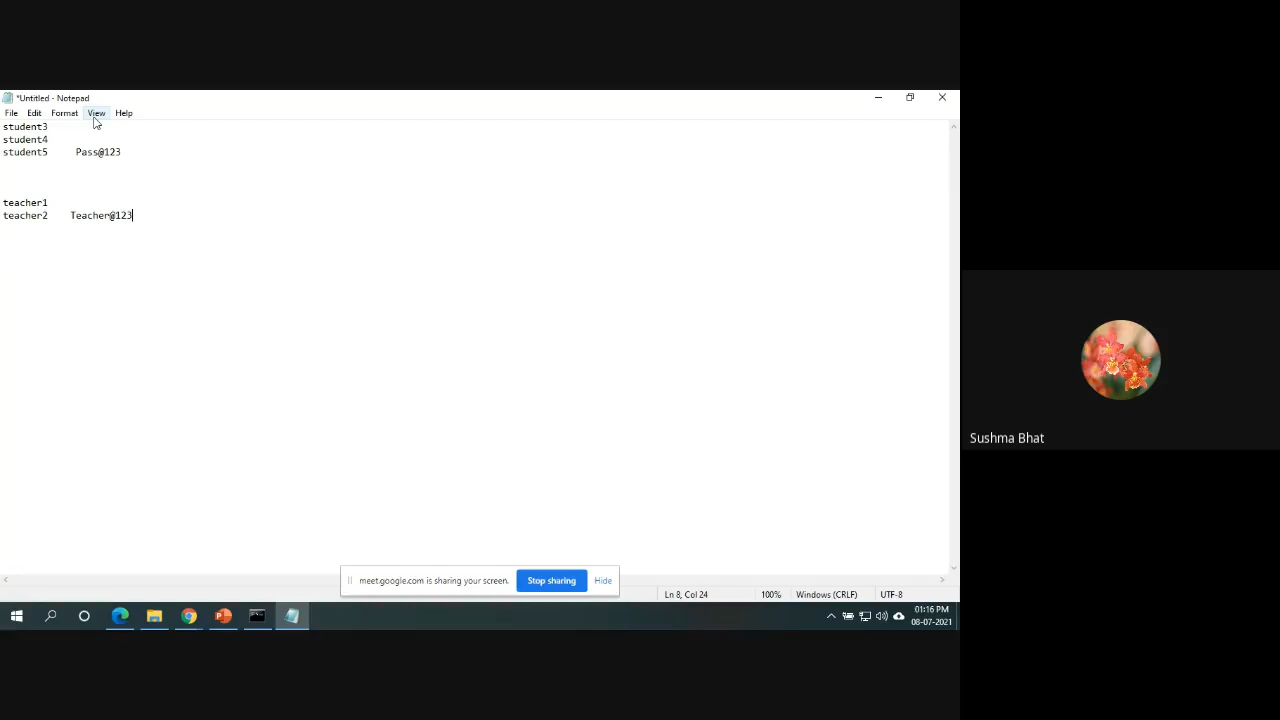 *Untitled - Notepad
File Edit Format View Help
student3
student4
student5 Pass@123
teacher1
teacher2 Teacher@123
Sushma Bhat
meet.google.com is sharing your screen. Stop sharing Hide
Ln 8, Col 24 100% Windows (CRLF) UTF-8
01:16 PM
08-07-2021